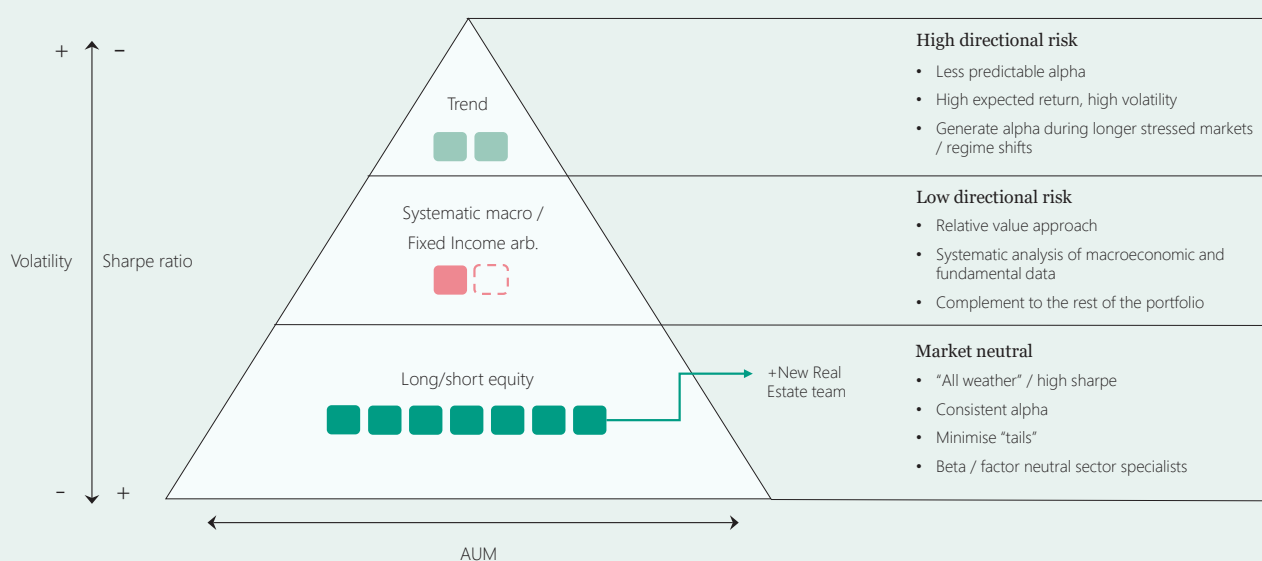 + -
Volatility
Sharpe ratio
- +
Trend
Systematic macro /
Fixed Income arb.
Long/short equity
+New Real
Estate team
AUM
High directional risk
• Less predictable alpha
• High expected return, high volatility
• Generate alpha during longer stressed markets
/ regime shifts
Low directional risk
• Relative value approach
• Systematic analysis of macroeconomic and
fundamental data
• Complement to the rest of the portfolio
Market neutral
• “All weather” / high sharpe
• Consistent alpha
• Minimise “tails”
• Beta / factor neutral sector specialists